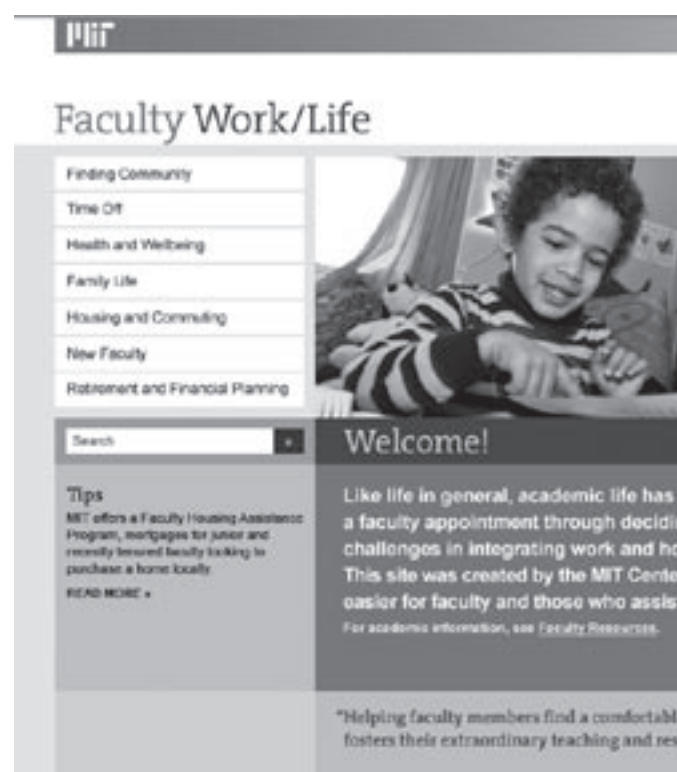 MIT
Faculty Work/Life
Finding Community
Time Off
Health and Wellbeing
Family Life
Housing and Commuting
New Faculty
Retirement and Financial Planning
Search
Tips
MIT offers a Faculty Housing Assistance
Program, mortgages for junior and
recently tenured faculty looking to
purchase a home locally.
READ MORE »
Welcome!
Like life in general, academic life has
a faculty appointment through decidi
challenges in integrating work and ho
This site was created by the MIT Cente
easier for faculty and those who assis
For academic information, see Faculty Resources.
"Helping faculty members find a comfortabl
fosters their extraordinary teaching and res